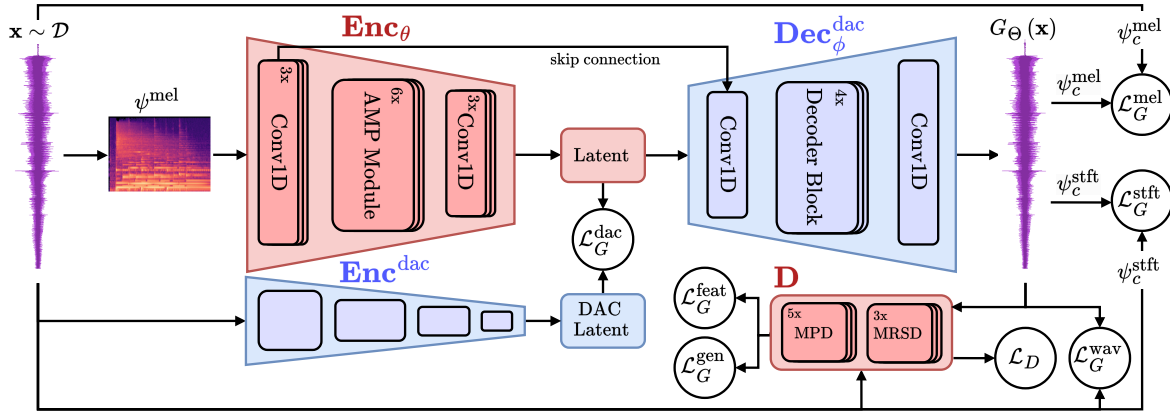 x ∼ 𝒟
ψ^mel
Enc_θ
3x
Conv1D
6x
AMP Module
3x
Conv1D
skip connection
Latent
ℒ_G^dac
Dec_ϕ^dac
Conv1D
4x
Decoder Block
Conv1D
G_Θ (x)
ψ_c^mel
ψ_c^mel
ℒ_G^mel
ψ_c^stft
ℒ_G^stft
ψ_c^stft
Enc^dac
DAC
Latent
D
ℒ_G^feat
ℒ_G^gen
5x
MPD
3x
MRSD
ℒ_D
ℒ_G^wav